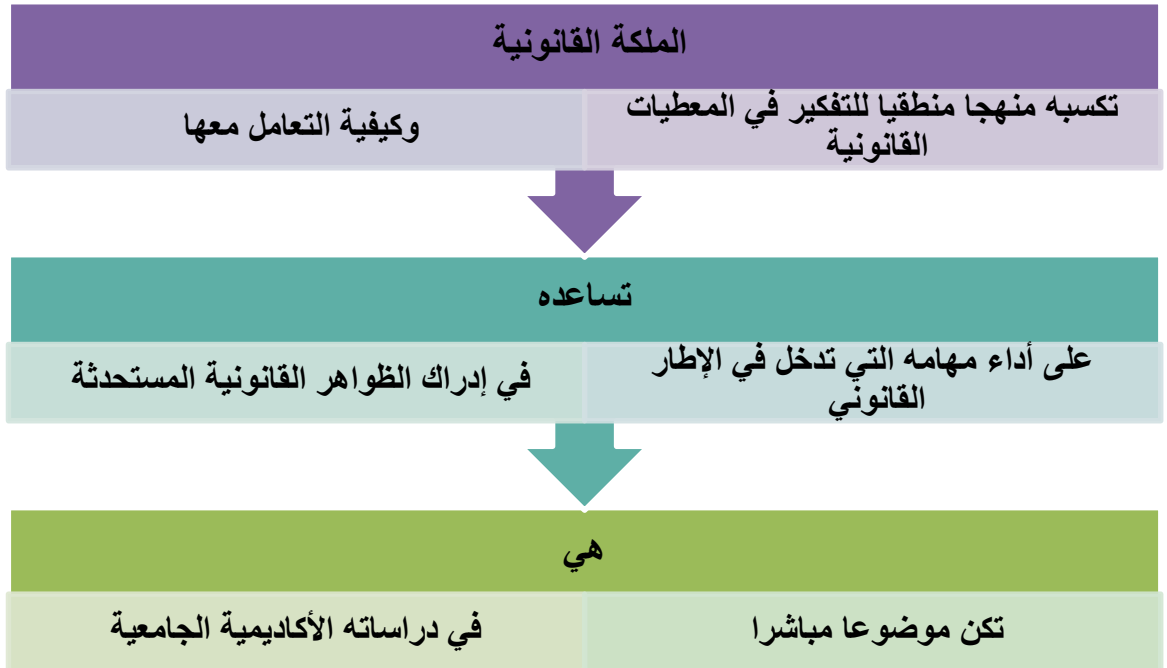 الملكة القانونية
تكسبه منهجا منطقيا للتفكير في المعطيات
القانونية
وكيفية التعامل معها
تساعده
على أداء مهامه التي تدخل في الإطار
القانوني
في إدراك الظواهر القانونية المستحدثة
هي
تكن موضوعا مباشرا
في دراساته الأكاديمية الجامعية